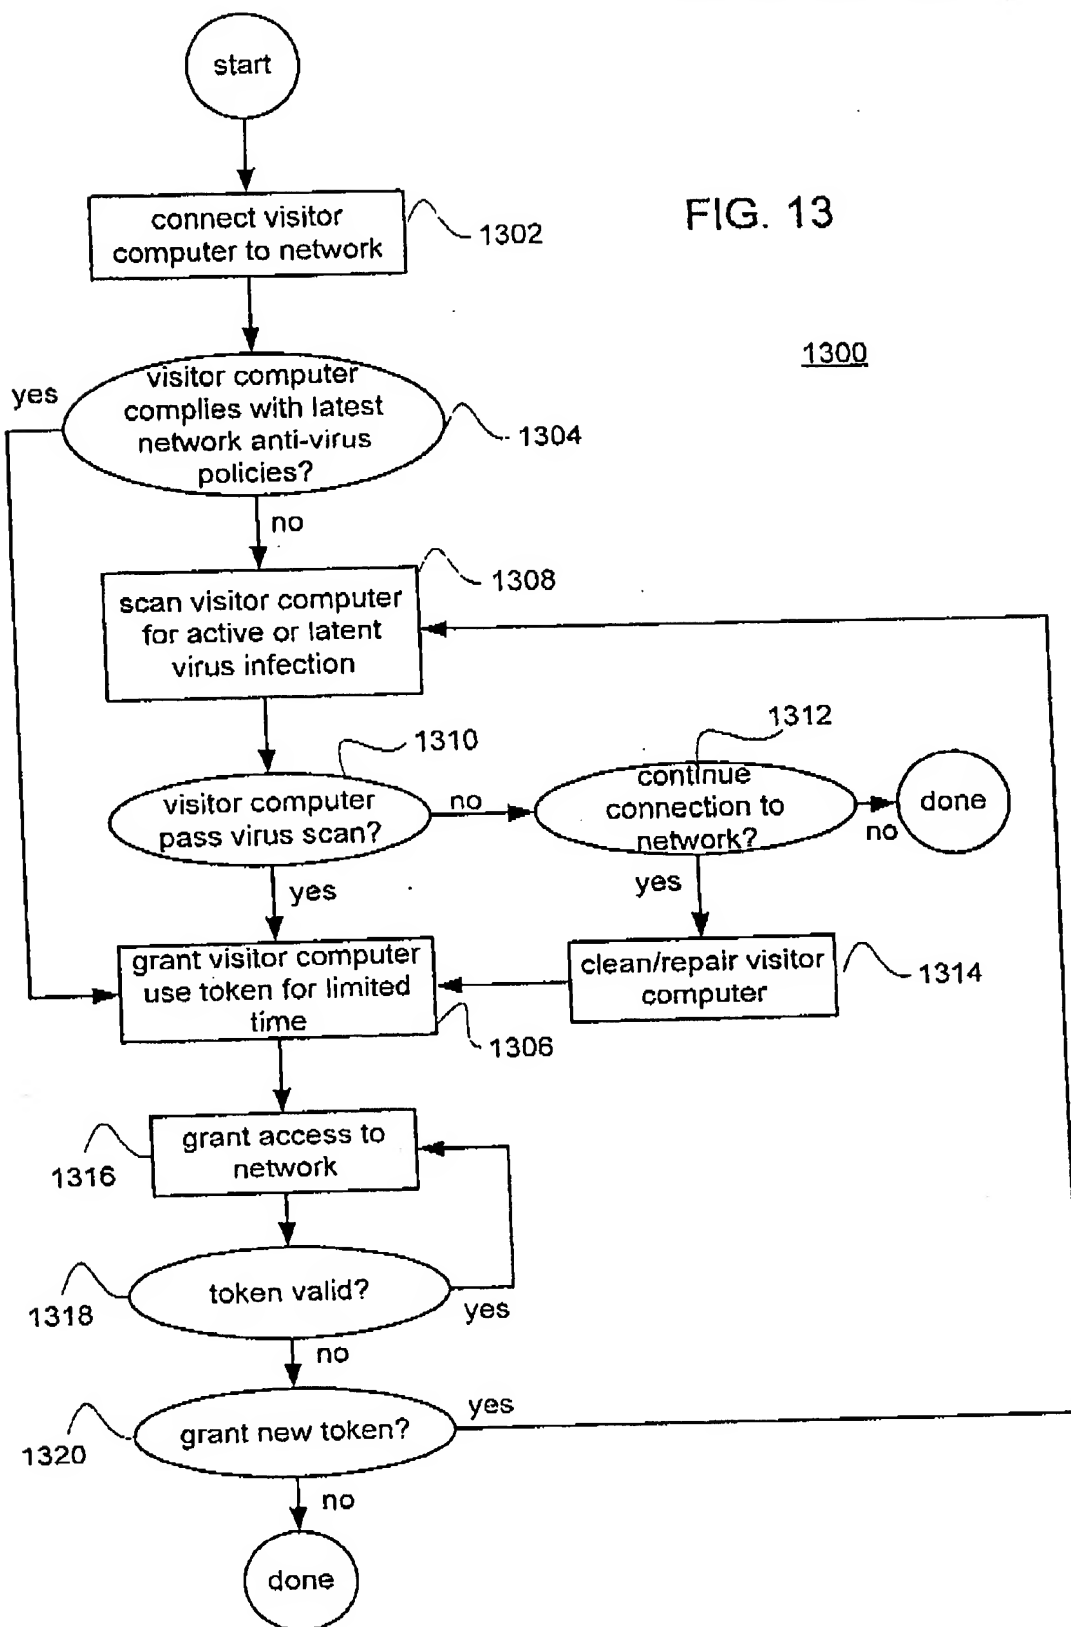 start
connect visitor
computer to network
1302
FIG. 13
1300
visitor computer
complies with latest
network anti-virus
policies?
1304
yes
no
1308
scan visitor computer
for active or latent
virus infection
1310
1312
visitor computer
pass virus scan?
no
continue
connection to
network?
no
done
yes
yes
grant visitor computer
use token for limited
time
1306
clean/repair visitor
computer
1314
grant access to
network
1316
token valid?
1318
yes
no
grant new token?
1320
yes
no
done